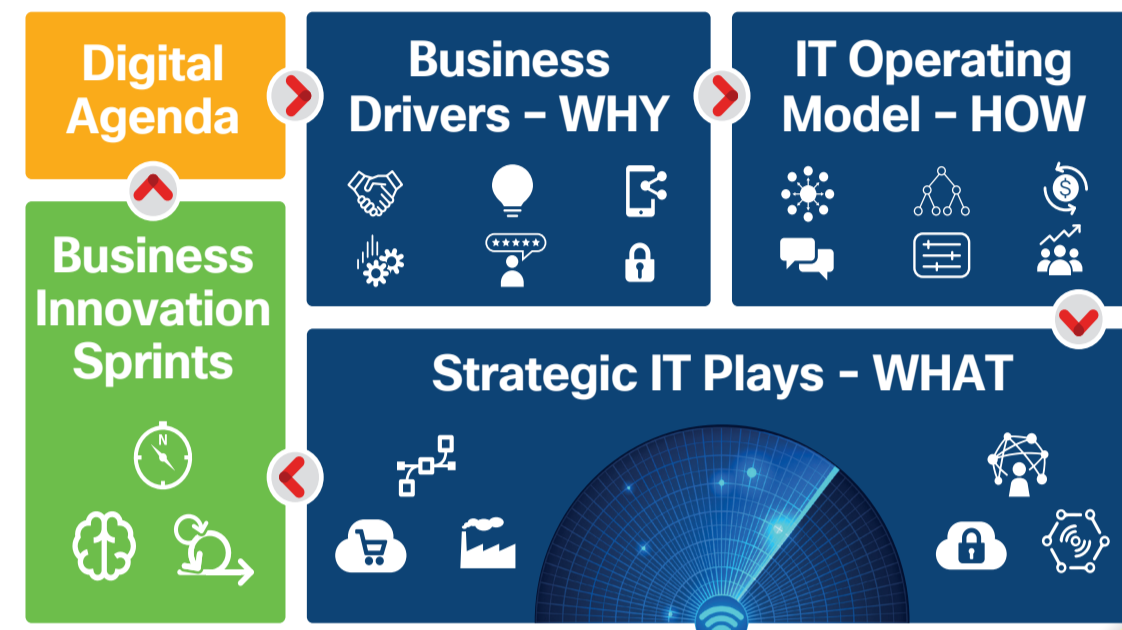 Digital
Agenda
Business
Drivers – WHY
IT Operating
Model – HOW
$
Business
Innovation
Sprints
N
Strategic IT Plays – WHAT